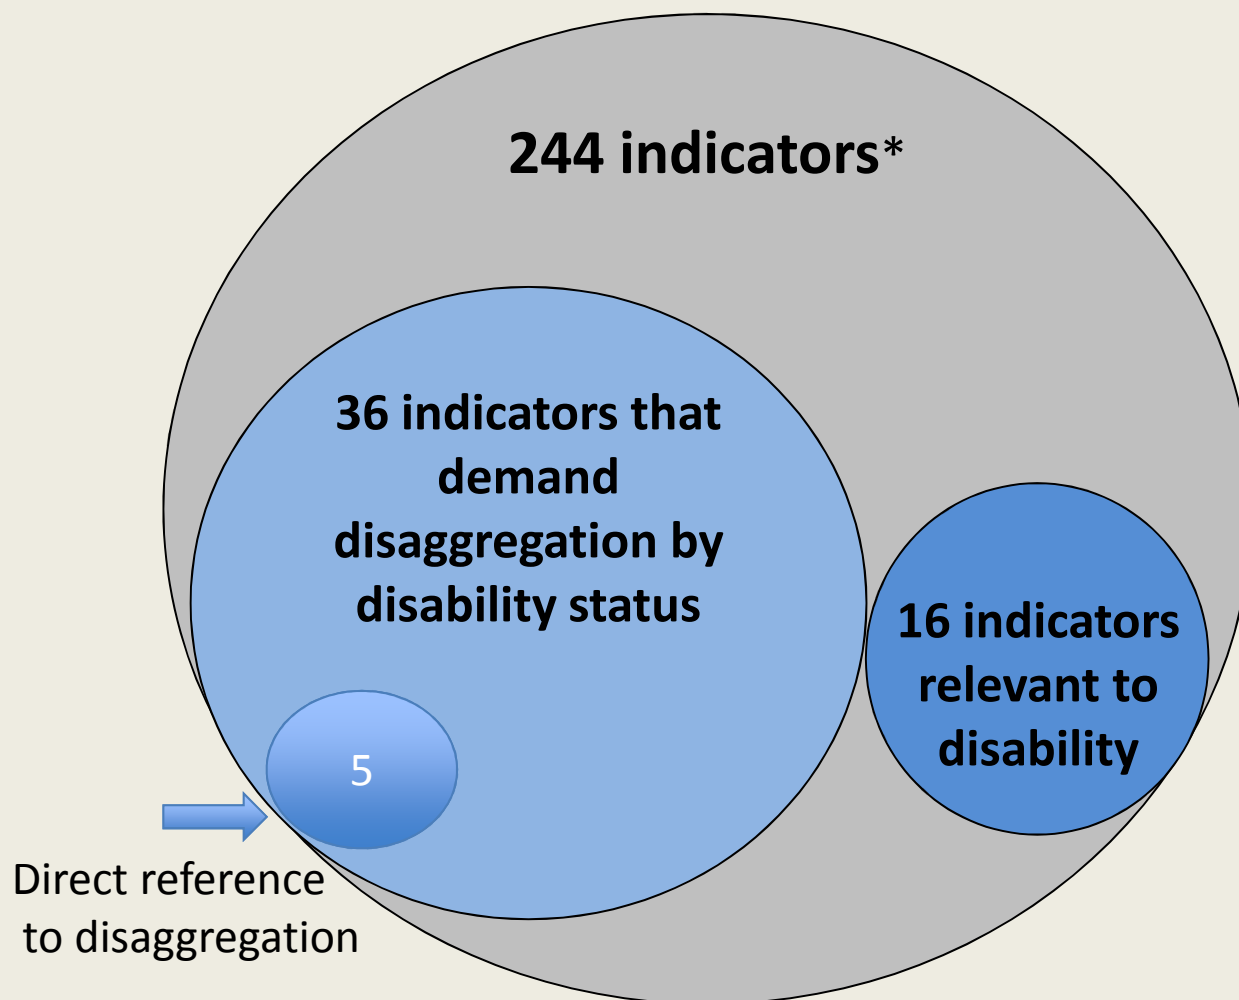 244 indicators*
36 indicators that
demand
disaggregation by
disability status
16 indicators
relevant to
disability
5
Direct reference
to disaggregation